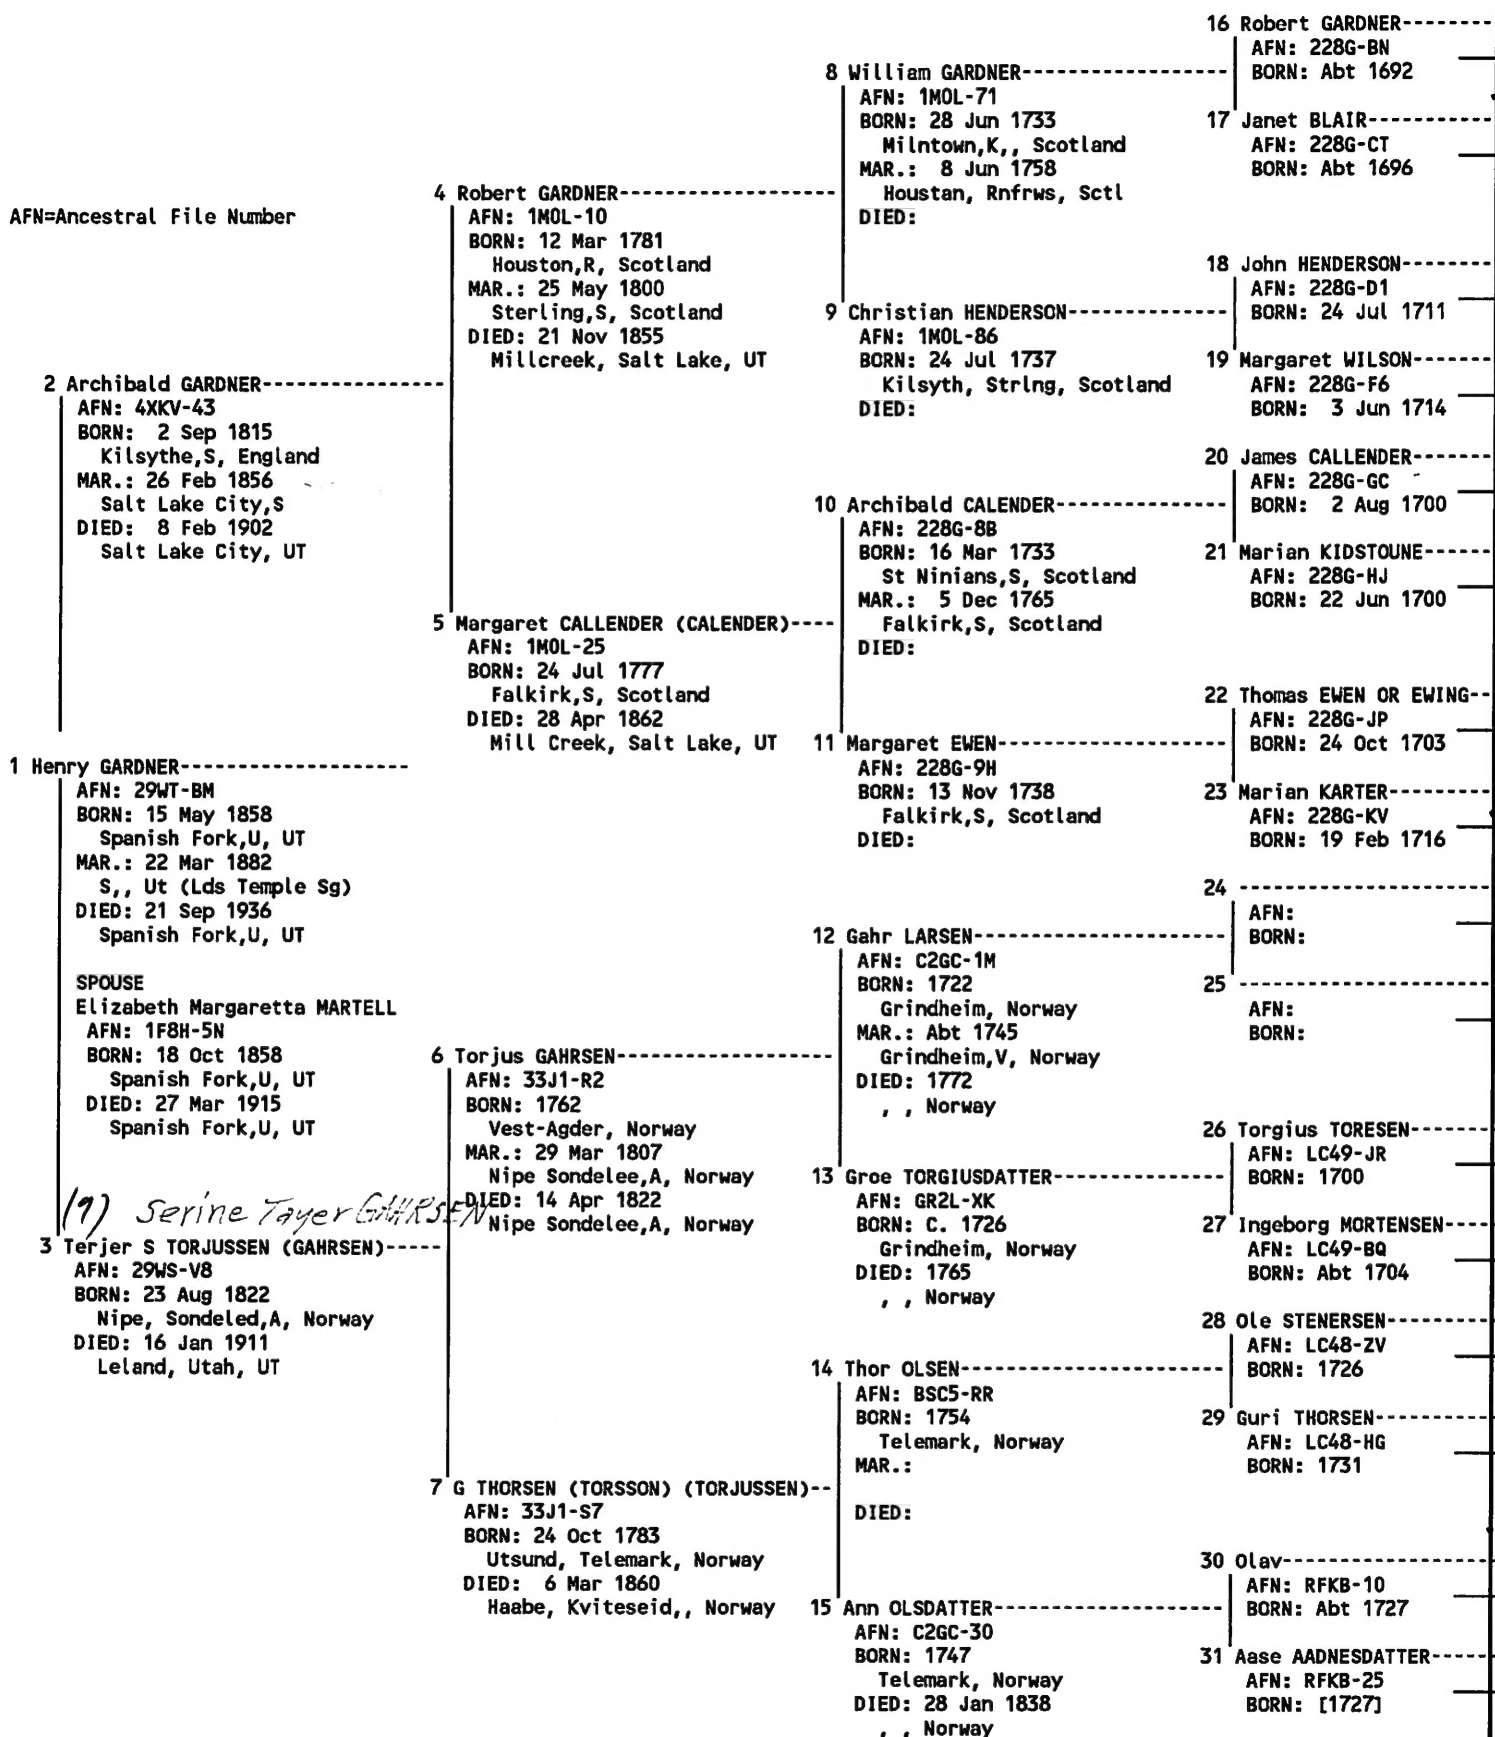 AFN=Ancestral File Number
1 Henry GARDNER-------------------
AFN: 29WT-BM
BORN: 15 May 1858
Spanish Fork,U, UT
MAR.: 22 Mar 1882
S,, Ut (Lds Temple Sg)
DIED: 21 Sep 1936
Spanish Fork,U, UT
SPOUSE
Elizabeth Margaretta MARTELL
AFN: 1F8H-5N
BORN: 18 Oct 1858
Spanish Fork,U, UT
DIED: 27 Mar 1915
Spanish Fork,U, UT
2 Archibald GARDNER---------------
AFN: 4XKV-43
BORN:  2 Sep 1815
Kilsythe,S, England
MAR.: 26 Feb 1856
Salt Lake City,S
DIED:  8 Feb 1902
Salt Lake City, UT
(9) Serine Tayer GAHRSEN
3 Terjer S TORJUSSEN (GAHRSEN)-----
AFN: 29WS-V8
BORN: 23 Aug 1822
Nipe, Sondeled,A, Norway
DIED: 16 Jan 1911
Leland, Utah, UT
4 Robert GARDNER------------------
AFN: 1MOL-10
BORN: 12 Mar 1781
Houston,R, Scotland
MAR.: 25 May 1800
Sterling,S, Scotland
DIED: 21 Nov 1855
Millcreek, Salt Lake, UT
5 Margaret CALLENDER (CALENDER)----
AFN: 1MOL-25
BORN: 24 Jul 1777
Falkirk,S, Scotland
DIED: 28 Apr 1862
Mill Creek, Salt Lake, UT
6 Torjus GAHRSEN------------------
AFN: 33J1-R2
BORN: 1762
Vest-Agder, Norway
MAR.: 29 Mar 1807
Nipe Sondelee,A, Norway
DIED: 14 Apr 1822
Nipe Sondelee,A, Norway
7 G THORSEN (TORSSON) (TORJUSSEN)--
AFN: 33J1-S7
BORN: 24 Oct 1783
Utsund, Telemark, Norway
DIED:  6 Mar 1860
Haabe, Kviteseid,, Norway
8 William GARDNER-----------------
AFN: 1MOL-71
BORN: 28 Jun 1733
Milntown,K,, Scotland
MAR.:  8 Jun 1758
Houstan, Rnfrws, Sctl
DIED:
9 Christian HENDERSON-------------
AFN: 1MOL-86
BORN: 24 Jul 1737
Kilsyth, Strlng, Scotland
DIED:
10 Archibald CALENDER--------------
AFN: 228G-8B
BORN: 16 Mar 1733
St Ninians,S, Scotland
MAR.:  5 Dec 1765
Falkirk,S, Scotland
DIED:
11 Margaret EWEN-------------------
AFN: 228G-9H
BORN: 13 Nov 1738
Falkirk,S, Scotland
DIED:
12 Gahr LARSEN---------------------
AFN: C2GC-1M
BORN: 1722
Grindheim, Norway
MAR.: Abt 1745
Grindheim,V, Norway
DIED: 1772
, , Norway
13 Groe TORGIUSDATTER--------------
AFN: GR2L-XK
BORN: C. 1726
Grindheim, Norway
DIED: 1765
, , Norway
14 Thor OLSEN----------------------
AFN: BSC5-RR
BORN: 1754
Telemark, Norway
MAR.:
DIED:
15 Ann OLSDATTER-------------------
AFN: C2GC-30
BORN: 1747
Telemark, Norway
DIED: 28 Jan 1838
, , Norway
16 Robert GARDNER--------
AFN: 228G-BN
BORN: Abt 1692
17 Janet BLAIR-----------
AFN: 228G-CT
BORN: Abt 1696
18 John HENDERSON--------
AFN: 228G-D1
BORN: 24 Jul 1711
19 Margaret WILSON-------
AFN: 228G-F6
BORN:  3 Jun 1714
20 James CALLENDER-------
AFN: 228G-GC
BORN:  2 Aug 1700
21 Marian KIDSTOUNE------
AFN: 228G-HJ
BORN: 22 Jun 1700
22 Thomas EWEN OR EWING--
AFN: 228G-JP
BORN: 24 Oct 1703
23 Marian KARTER---------
AFN: 228G-KV
BORN: 19 Feb 1716
24 ---------------------
AFN:
BORN:
25 ---------------------
AFN:
BORN:
26 Torgius TORESEN-------
AFN: LC49-JR
BORN: 1700
27 Ingeborg MORTENSEN----
AFN: LC49-BQ
BORN: Abt 1704
28 Ole STENERSEN---------
AFN: LC48-ZV
BORN: 1726
29 Guri THORSEN----------
AFN: LC48-HG
BORN: 1731
30 Olav------------------
AFN: RFKB-10
BORN: Abt 1727
31 Aase AADNESDATTER-----
AFN: RFKB-25
BORN: [1727]